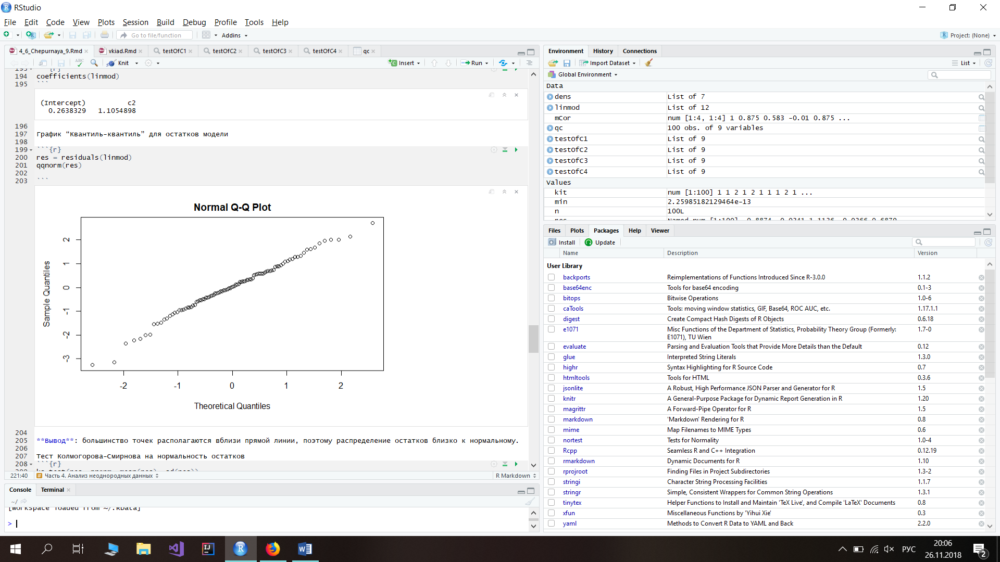 RStudio
File Edit Code View Plots Session Build Debug Profile Tools Help
Go to file/function Addins Project: (None)
4_6_Chepurnaya_9.Rmd vkiad.Rmd testOfC1 testOfC2 testOfC3 testOfC4 qc
ABC Knit Insert Run
194 coefficients(linmod)
195 ```
(Intercept) c2
0.2638329 1.1054898
196
197 График “Квантиль-квантиль” для остатков модели
198
199 ```{r}
200 res = residuals(linmod)
201 qqnorm(res)
202
203 ```
Normal Q-Q Plot
Sample Quantiles
2
1
0
-1
-2
-3
-2 -1 0 1 2
Theoretical Quantiles
204
205 **Вывод**: большинство точек располагаются вблизи прямой линии, поэтому распределение остатков близко к нормальному.
206
207 Тест Колмогорова-Смирнова на нормальность остатков
208 ```{r}
221:40 Часть 4. Анализ неоднородных данных R Markdown
Console Terminal
~/
[Workspace loaded from ~/.RData]
>
Environment History Connections
Import Dataset List
Global Environment
Data
dens List of 7
linmod List of 12
mCor num [1:4, 1:4] 1 0.875 0.583 -0.01 0.875 ...
qc 100 obs. of 9 variables
testOfC1 List of 9
testOfC2 List of 9
testOfC3 List of 9
testOfC4 List of 9
Values
kit num [1:100] 1 1 2 1 2 1 1 1 2 1 ...
min 2.25985182129464e-13
n 100L
Files Plots Packages Help Viewer
Install Update
Name Description Version
User Library
backports Reimplementations of Functions Introduced Since R-3.0.0 1.1.2
base64enc Tools for base64 encoding 0.1-3
bitops Bitwise Operations 1.0-6
caTools Tools: moving window statistics, GIF, Base64, ROC AUC, etc. 1.17.1.1
digest Create Compact Hash Digests of R Objects 0.6.18
e1071 Misc Functions of the Department of Statistics, Probability Theory Group (Formerly: 1.7-0
E1071), TU Wien
evaluate Parsing and Evaluation Tools that Provide More Details than the Default 0.12
glue Interpreted String Literals 1.3.0
highr Syntax Highlighting for R Source Code 0.7
htmltools Tools for HTML 0.3.6
jsonlite A Robust, High Performance JSON Parser and Generator for R 1.5
knitr A General-Purpose Package for Dynamic Report Generation in R 1.20
magrittr A Forward-Pipe Operator for R 1.5
markdown 'Markdown' Rendering for R 0.8
mime Map Filenames to MIME Types 0.6
nortest Tests for Normality 1.0-4
Rcpp Seamless R and C++ Integration 0.12.19
rmarkdown Dynamic Documents for R 1.10
rprojroot Finding Files in Project Subdirectories 1.3-2
stringi Character String Processing Facilities 1.1.7
stringr Simple, Consistent Wrappers for Common String Operations 1.3.1
tinytex Helper Functions to Install and Maintain 'TeX Live', and Compile 'LaTeX' Documents 0.8
xfun Miscellaneous Functions by 'Yihui Xie' 0.3
yaml Methods to Convert R Data to YAML and Back 2.2.0
РУС 20:06
26.11.2018 2